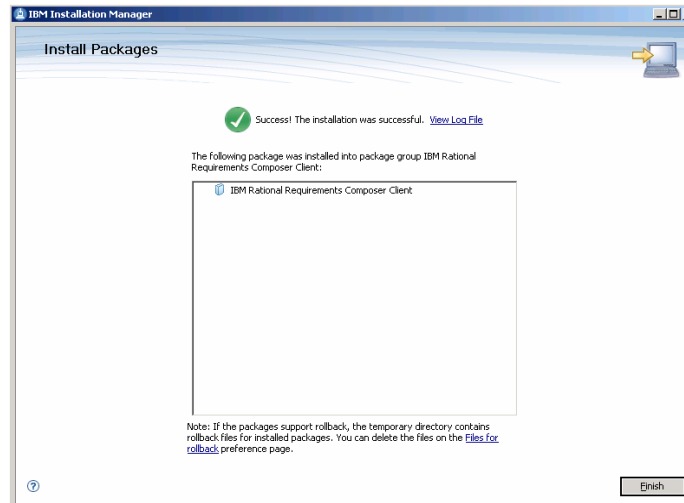 IBM Installation Manager
Install Packages
Success! The installation was successful. View Log File
The following package was installed into package group IBM Rational
Requirements Composer Client:
IBM Rational Requirements Composer Client
Note: If the packages support rollback, the temporary directory contains
rollback files for installed packages. You can delete the files on the Files for
rollback preference page.
?
Finish